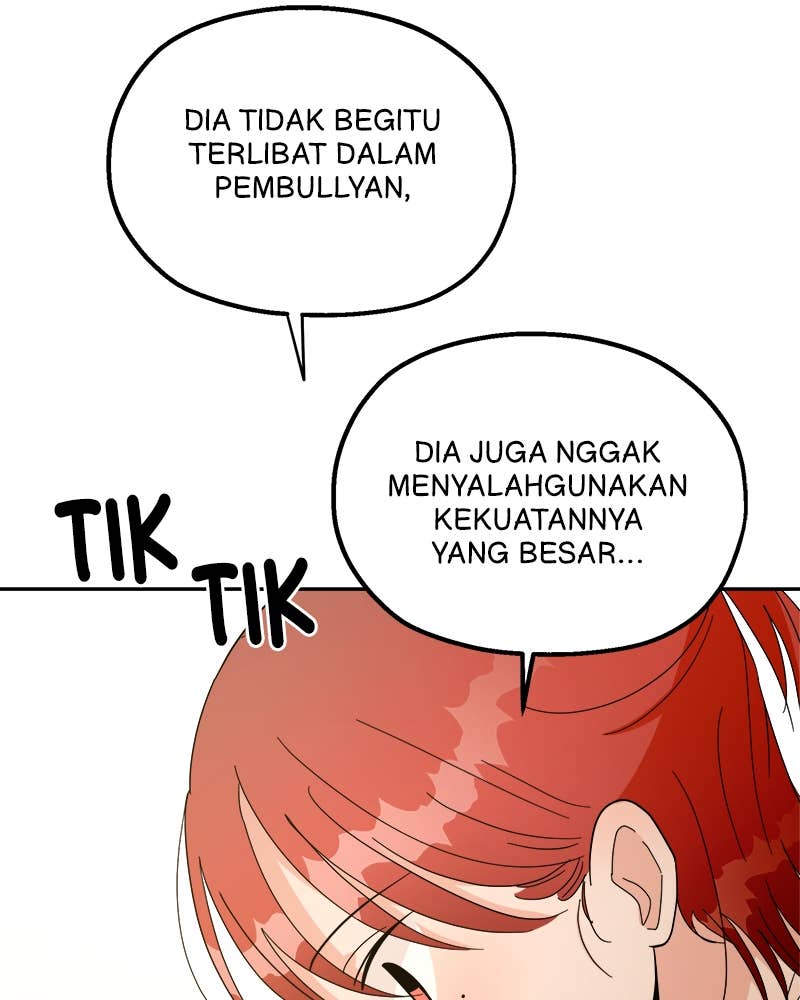 DIA TIDAK BEGITU
TERLIBAT DALAM
PEMBULLYAN,
DIA JUGA NGGAK
MENYALAHGUNAKAN
KEKUATANNYA
YANG BESAR...
TIK
TIK